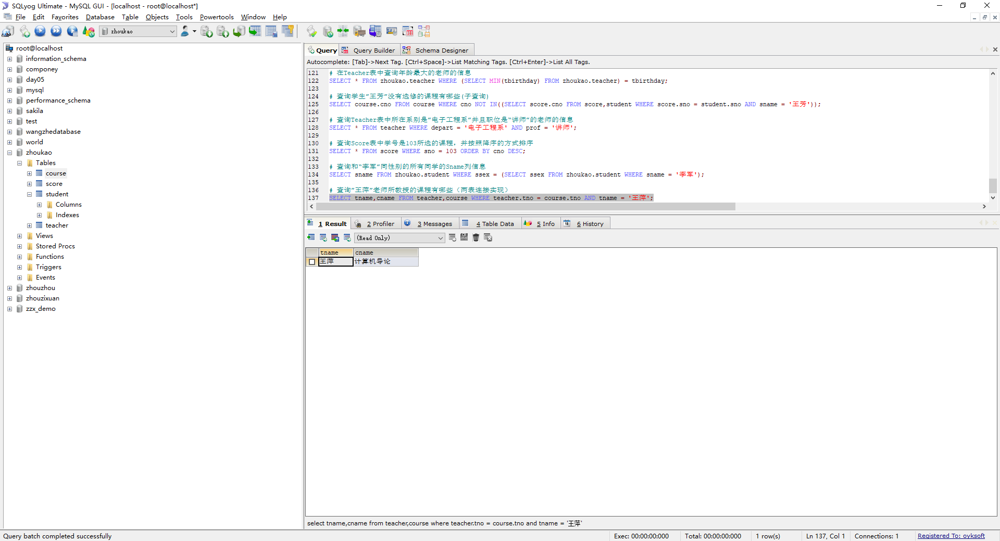 SQLyog Ultimate - MySQL GUI - [localhost - root@localhost*]
File Edit Favorites Database Table Objects Tools Powertools Window Help
zhoukao
root@localhost
information_schema
componey
day05
mysql
performance_schema
sakila
test
wangzhedatabase
world
zhoukao
Tables
course
score
student
Columns
Indexes
teacher
Views
Stored Procs
Functions
Triggers
Events
zhouzhou
zhouzixuan
zzx_demo
Query Query Builder Schema Designer
Autocomplete: [Tab]->Next Tag. [Ctrl+Space]->List Matching Tags. [Ctrl+Enter]->List All Tags.
121 # 在Teacher表中查询年龄最大的老师的信息
122 SELECT * FROM zhoukao.teacher WHERE (SELECT MIN(tbirthday) FROM zhoukao.teacher) = tbirthday;
123
124 # 查询学生”王芳”没有选修的课程有哪些(子查询)
125 SELECT course.cno FROM course WHERE cno NOT IN((SELECT score.cno FROM score,student WHERE score.sno = student.sno AND sname = '王芳'));
126
127 # 查询Teacher表中所在系别是”电子工程系”并且职位是“讲师”的老师的信息
128 SELECT * FROM teacher WHERE depart = '电子工程系' AND prof = '讲师';
129
130 # 查询Score表中学号是103所选的课程，并按照降序的方式排序
131 SELECT * FROM score WHERE sno = 103 ORDER BY cno DESC;
132
133 # 查询和“李军”同性别的所有同学的Sname列信息
134 SELECT sname FROM zhoukao.student WHERE ssex = (SELECT ssex FROM zhoukao.student WHERE sname = '李军');
135
136 # 查询”王萍”老师所教授的课程有哪些（两表连接实现）
137 SELECT tname,cname FROM teacher,course WHERE teacher.tno = course.tno AND tname = '王萍';
1 Result 2 Profiler 3 Messages 4 Table Data 5 Info 6 History
(Read Only)
tname cname
王萍 计算机导论
select tname,cname from teacher,course where teacher.tno = course.tno and tname = '王萍'
Query batch completed successfully Exec: 00:00:00:000 Total: 00:00:00:000 1 row(s) Ln 137, Col 1 Connections: 1 Registered To: ovksoft